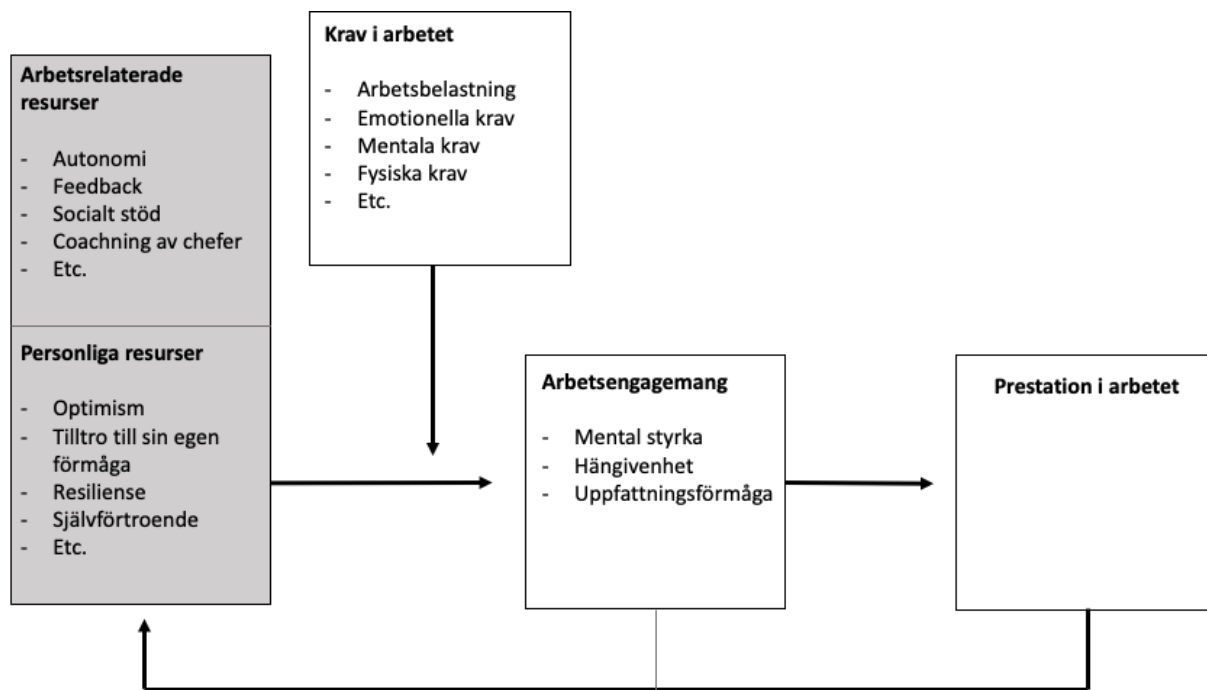 Arbetsrelaterade
resurser
- Autonomi
- Feedback
- Socialt stöd
- Coachning av chefer
- Etc.
Personliga resurser
- Optimism
- Tilltro till sin egen
förmåga
- Resiliense
- Självförtroende
- Etc.
Krav i arbetet
- Arbetsbelastning
- Emotionella krav
- Mentala krav
- Fysiska krav
- Etc.
Arbetsengagemang
- Mental styrka
- Hängivenhet
- Uppfattningsförmåga
Prestation i arbetet